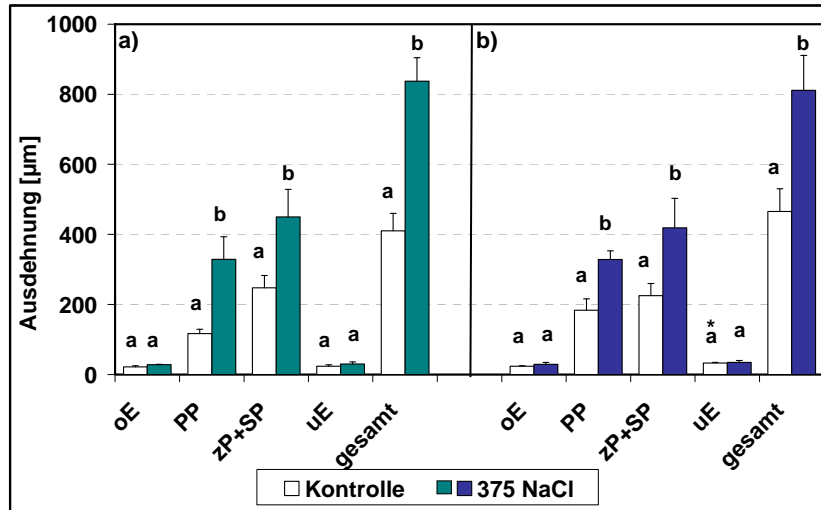 a)
b)
Ausdehnung [µm]
1000
800
600
400
200
0
a a a b a b a a a b
a a a b a b * a a a b
oE PP zP+SP uE gesamt
oE PP zP+SP uE gesamt
Kontrolle 375 NaCl